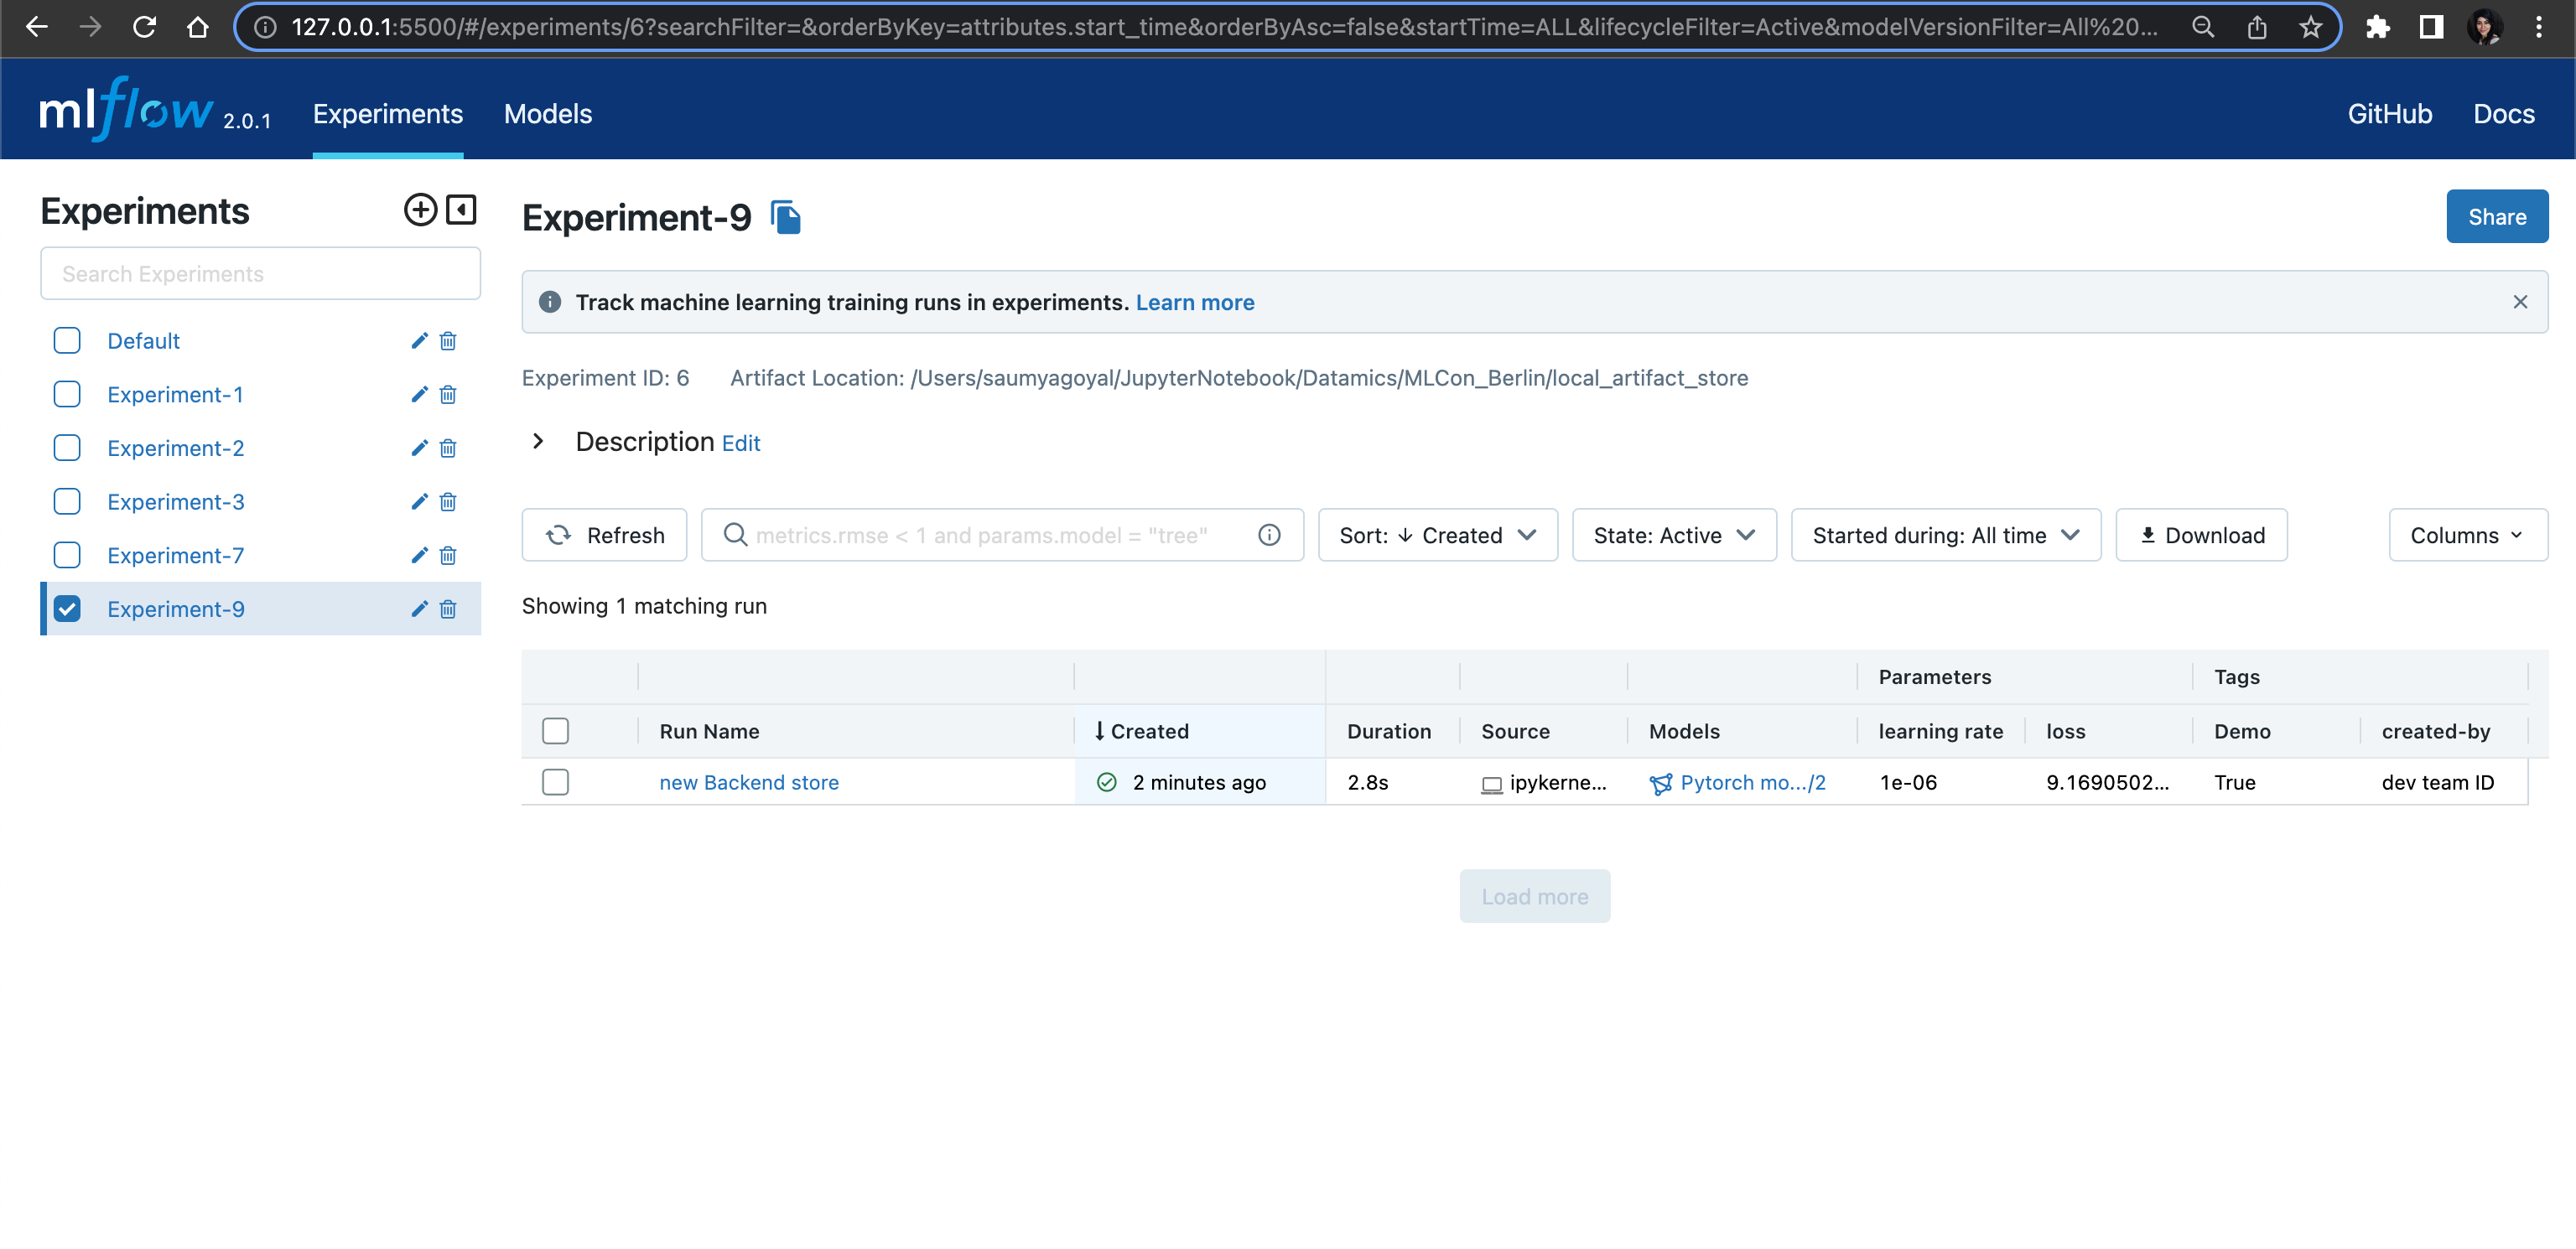 127.0.0.1:5500/#/experiments/6?searchFilter=&orderByKey=attributes.start_time&orderByAsc=false&startTime=ALL&lifecycleFilter=Active&modelVersionFilter=All%20...
mlflow 2.0.1 Experiments Models GitHub Docs
Experiments
Search Experiments
Default
Experiment-1
Experiment-2
Experiment-3
Experiment-7
Experiment-9
Experiment-9 Share
Track machine learning training runs in experiments. Learn more
Experiment ID: 6 Artifact Location: /Users/saumyagoyal/JupyterNotebook/Datamics/MLCon_Berlin/local_artifact_store
Description Edit
Refresh metrics.rmse < 1 and params.model = "tree" Sort: ↓ Created State: Active Started during: All time Download Columns
Showing 1 matching run
Parameters Tags
Run Name ↓ Created Duration Source Models learning rate loss Demo created-by
new Backend store 2 minutes ago 2.8s ipykerne... Pytorch mo.../2 1e-06 9.1690502... True dev team ID
Load more